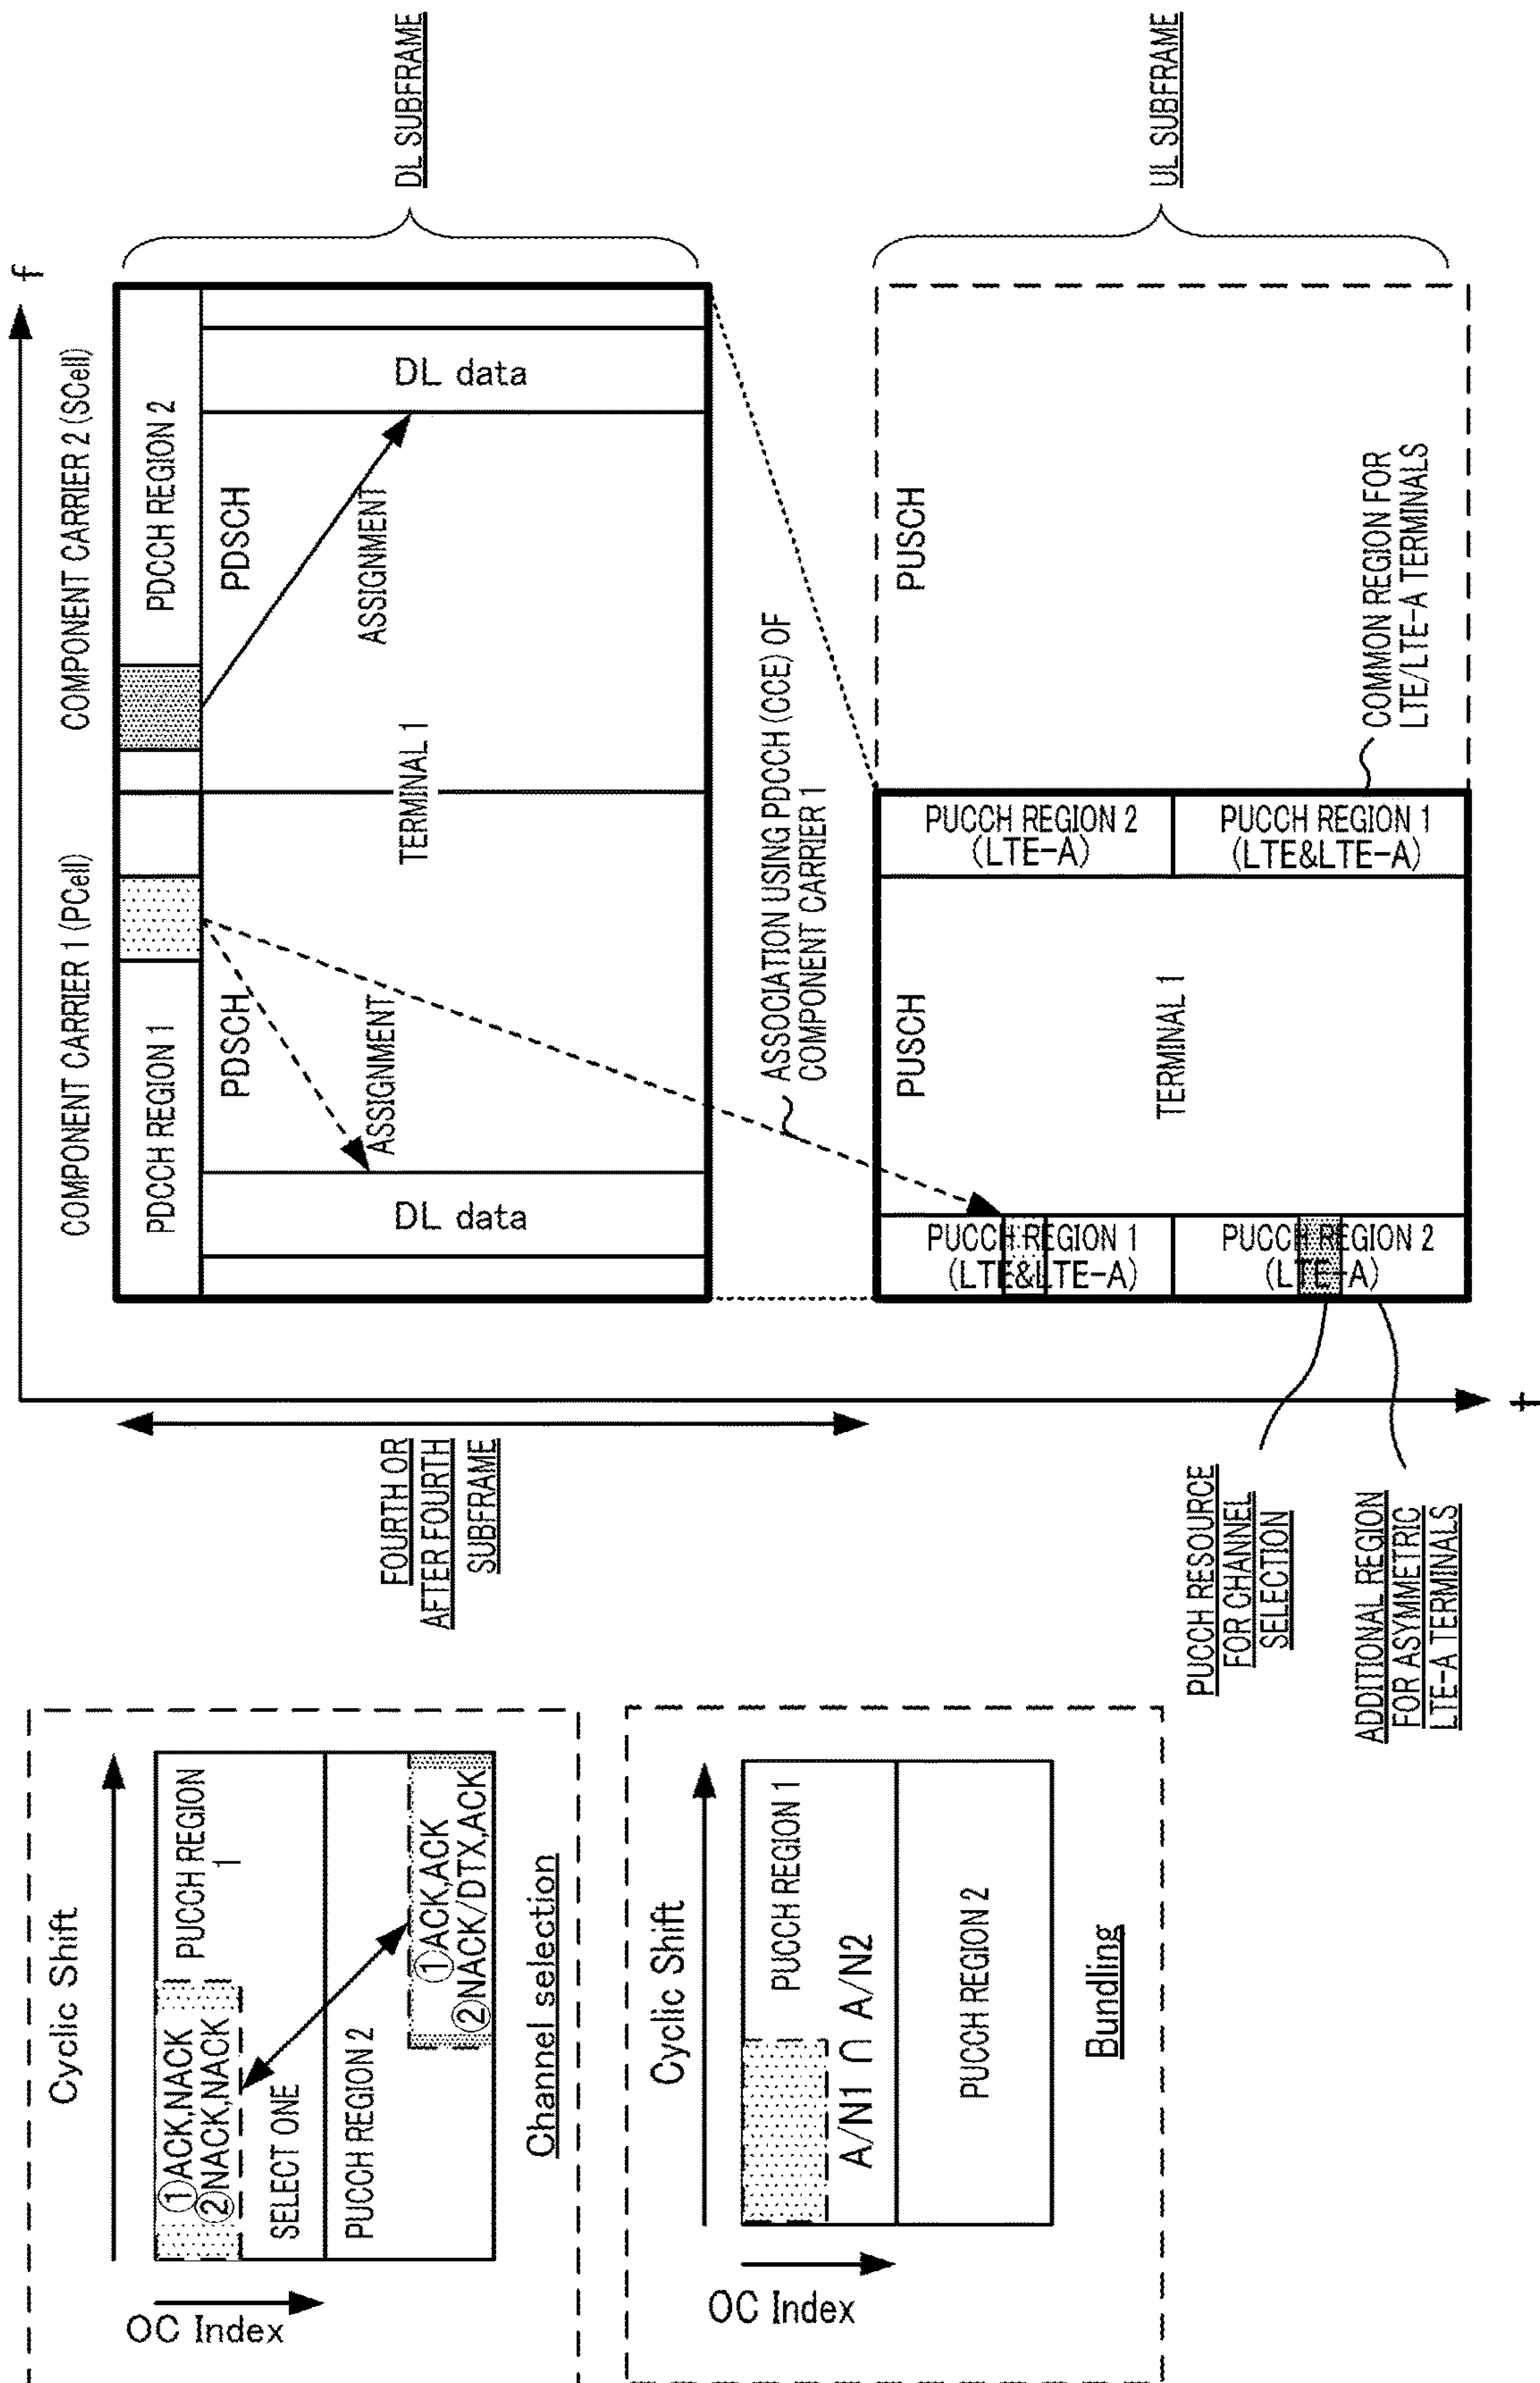 f
COMPONENT CARRIER 1 (PCell)
COMPONENT CARRIER 2 (SCell)
PDCCH REGION 1
PDCCH REGION 2
PDSCH
PDSCH
ASSIGNMENT
ASSIGNMENT
TERMINAL 1
DL data
DL data
DL SUBFRAME
FOURTH OR
AFTER FOURTH
SUBFRAME
ASSOCIATION USING PDCCH (CCE) OF
COMPONENT CARRIER 1
PUSCH
PUSCH
TERMINAL 1
PUCCH REGION 1
(LTE&LTE-A)
PUCCH REGION 2
(LTE-A)
PUCCH REGION 2
(LTE-A)
PUCCH REGION 1
(LTE&LTE-A)
UL SUBFRAME
COMMON REGION FOR
LTE/LTE-A TERMINALS
t
PUCCH RESOURCE
FOR CHANNEL
SELECTION
ADDITIONAL REGION
FOR ASYMMETRIC
LTE-A TERMINALS
Cyclic Shift
OC Index
①ACK,NACK
②NACK,NACK
PUCCH REGION
1
SELECT ONE
PUCCH REGION 2
①ACK,ACK
②NACK/DTX,ACK
Channel selection
Cyclic Shift
OC Index
PUCCH REGION 1
A/N1 ∩ A/N2
PUCCH REGION 2
Bundling